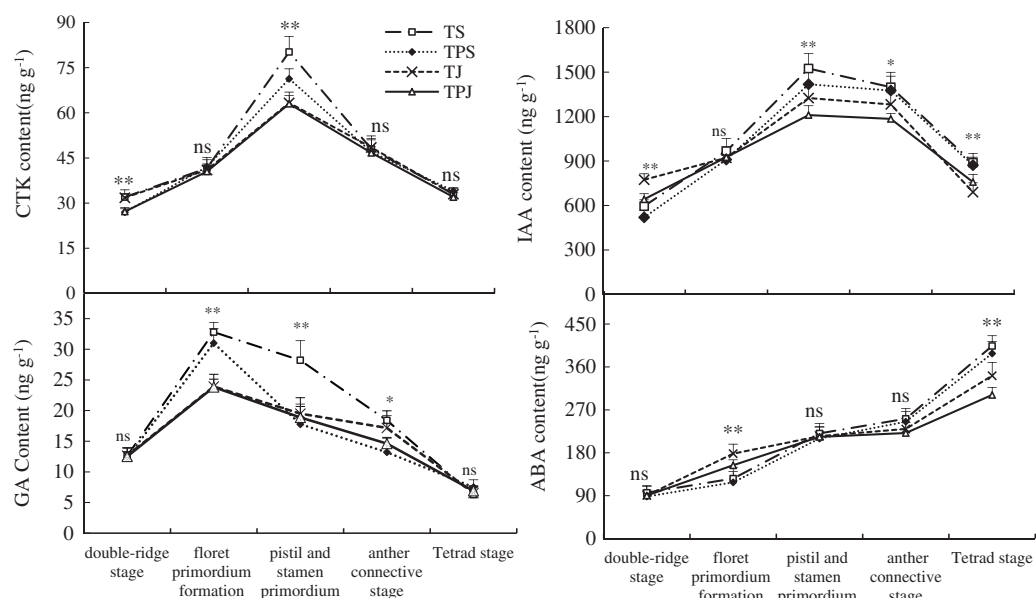 90
75
60
45
30
15
0
CTK content(ng g-1)
**
ns
**
ns
ns
TS
TPS
TJ
TPJ
1800
1500
1200
900
600
300
0
IAA content (ng g-1)
**
ns
**
*
**
35
30
25
20
15
10
5
0
GA Content (ng g-1)
ns
**
**
*
ns
double-ridge
stage
floret
primordium
formation
pistil and
stamen
primordium
anther
connective
stage
Tetrad stage
450
360
270
180
90
0
ABA content(ng g-1)
ns
**
ns
ns
**
double-ridge
stage
floret
primordium
formation
pistil and
stamen
primordium
anther
connective
stage
Tetrad stage